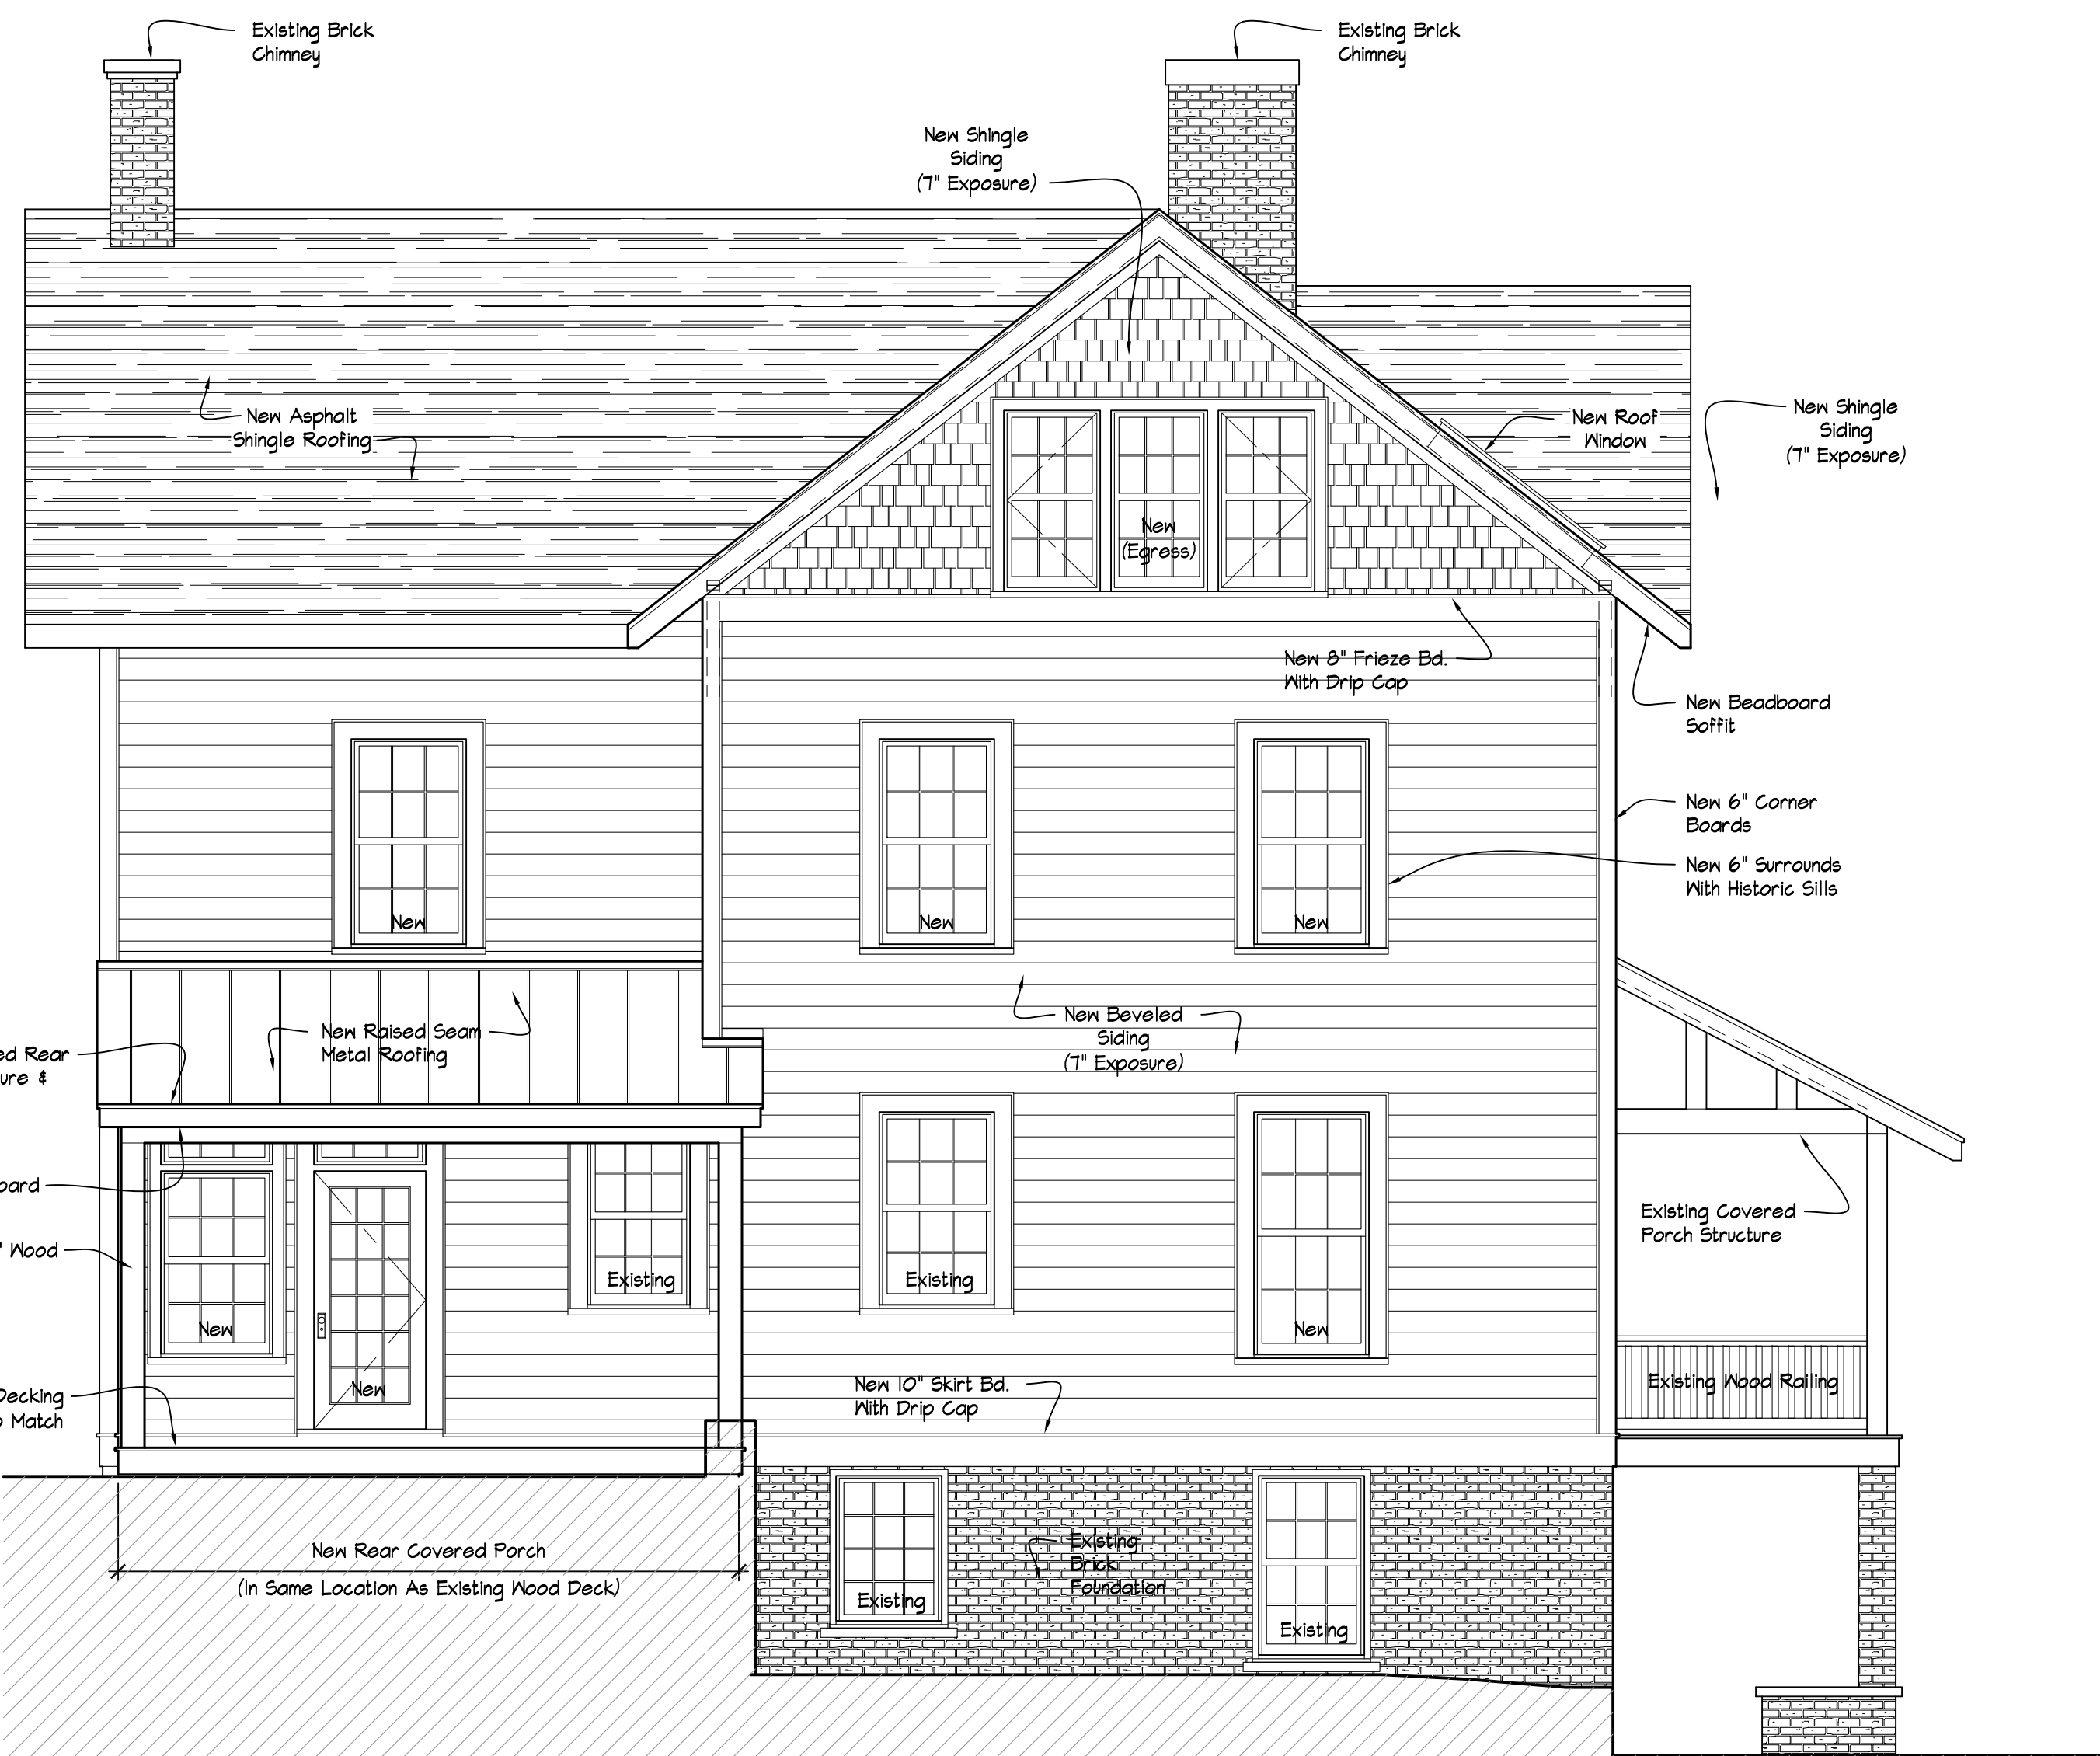 Existing Brick
Chimney
Existing Brick
Chimney
New Shingle
Siding
(7" Exposure)
New Asphalt
Shingle Roofing
New Roof
Window
New Shingle
Siding
(7" Exposure)
New
(Egress)
New 8" Frieze Bd.
With Drip Cap
New Beadboard
Soffit
New 6" Corner
Boards
New 6" Surrounds
With Historic Sills
New
New
New
New Raised Seam
Metal Roofing
New Beveled
Siding
(7" Exposure)
Rear
&
Wood
Existing Covered
Porch Structure
Existing
Existing
New
New
New
Existing Wood Railing
Decking
Match
New 10" Skirt Bd.
With Drip Cap
New Rear Covered Porch
(In Same Location As Existing Wood Deck)
Existing
Brick
Foundation
Existing
Existing